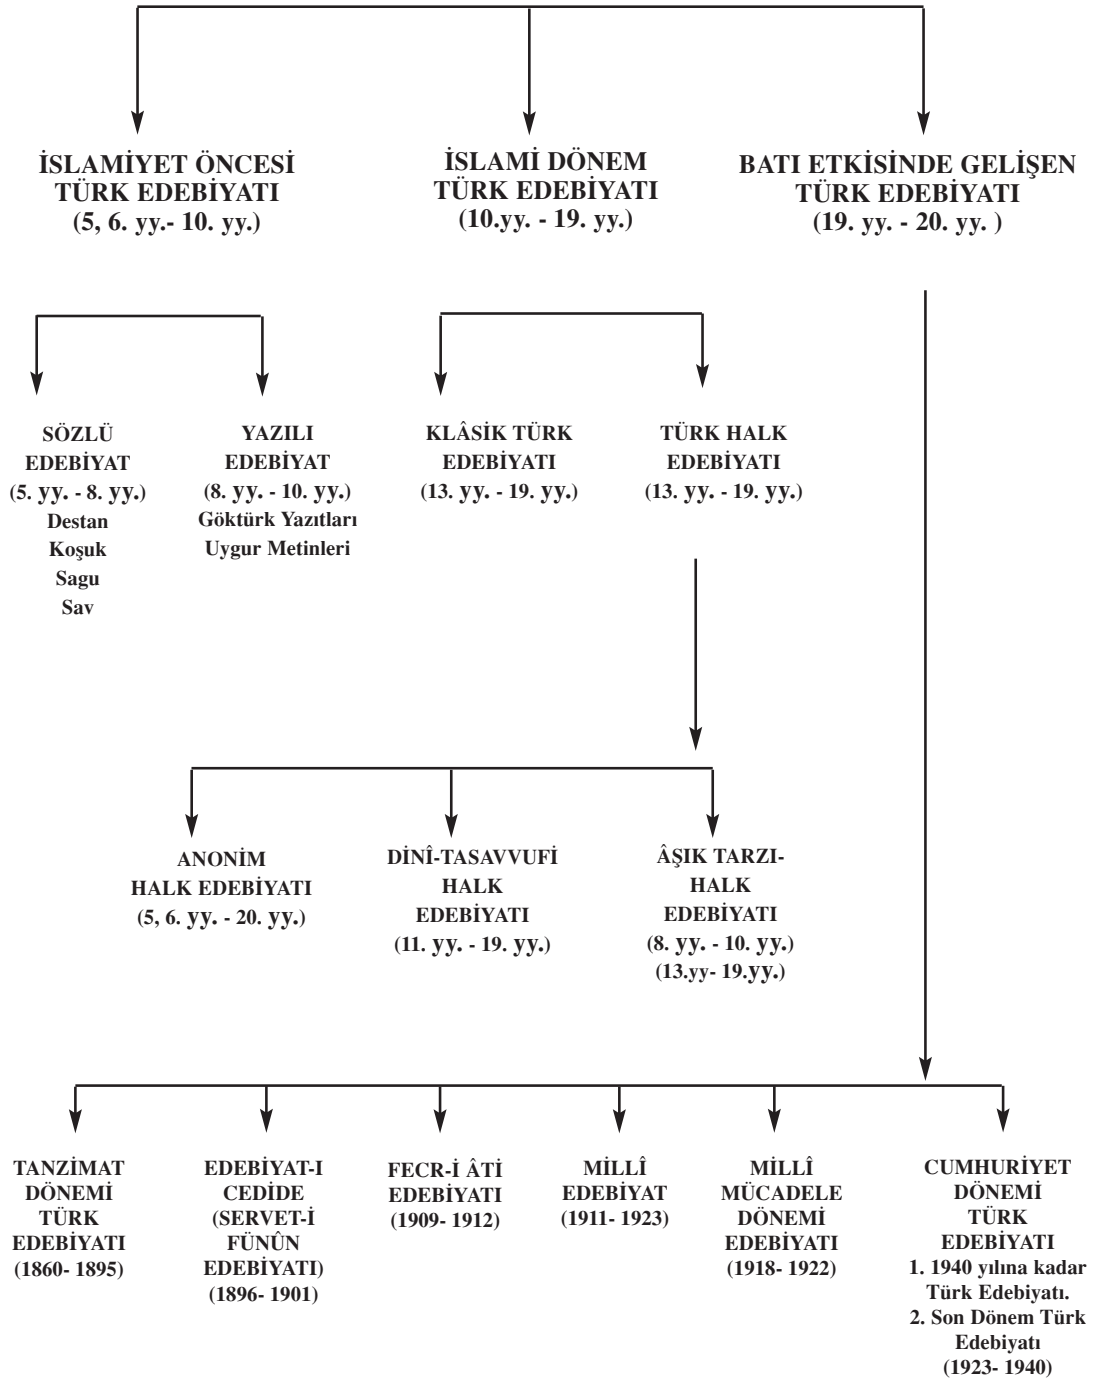 İSLAMİYET ÖNCESİ
TÜRK EDEBİYATI
(5, 6. yy.- 10. yy.)
İSLAMİ DÖNEM
TÜRK EDEBİYATI
(10.yy. - 19. yy.)
BATI ETKİSİNDE GELİŞEN
TÜRK EDEBİYATI
(19. yy. - 20. yy. )
SÖZLÜ
EDEBİYAT
(5. yy. - 8. yy.)
Destan
Koşuk
Sagu
Sav
YAZILI
EDEBİYAT
(8. yy. - 10. yy.)
Göktürk Yazıtları
Uygur Metinleri
KLÂSİK TÜRK
EDEBİYATI
(13. yy. - 19. yy.)
TÜRK HALK
EDEBİYATI
(13. yy. - 19. yy.)
ANONİM
HALK EDEBİYATI
(5, 6. yy. - 20. yy.)
DİNÎ-TASAVVUFİ
HALK
EDEBİYATI
(11. yy. - 19. yy.)
ÂŞIK TARZI-
HALK
EDEBİYATI
(8. yy. - 10. yy.)
(13.yy- 19.yy.)
TANZİMAT
DÖNEMİ
TÜRK
EDEBİYATI
(1860- 1895)
EDEBİYAT-I
CEDİDE
(SERVET-İ
FÜNÛN
EDEBİYATI)
(1896- 1901)
FECR-İ ÂTİ
EDEBİYATI
(1909- 1912)
MİLLÎ
EDEBİYAT
(1911- 1923)
MİLLÎ
MÜCADELE
DÖNEMİ
EDEBİYATI
(1918- 1922)
CUMHURİYET
DÖNEMİ
TÜRK
EDEBİYATI
1. 1940 yılına kadar
Türk Edebiyatı.
2. Son Dönem Türk
Edebiyatı
(1923- 1940)